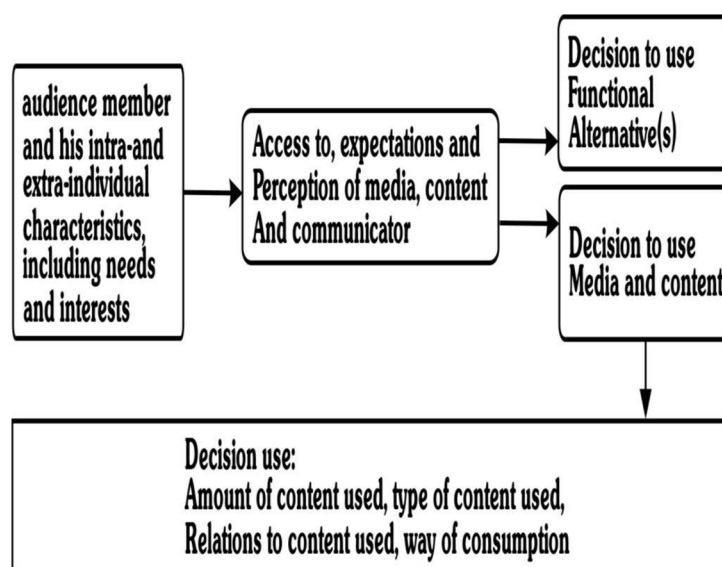 audience member
and his intra-and
extra-individual
characteristics,
including needs
and interests
Access to, expectations and
Perception of media, content
And communicator
Decision to use
Functional
Alternative(s)
Decision to use
Media and content
Decision use:
Amount of content used, type of content used,
Relations to content used, way of consumption